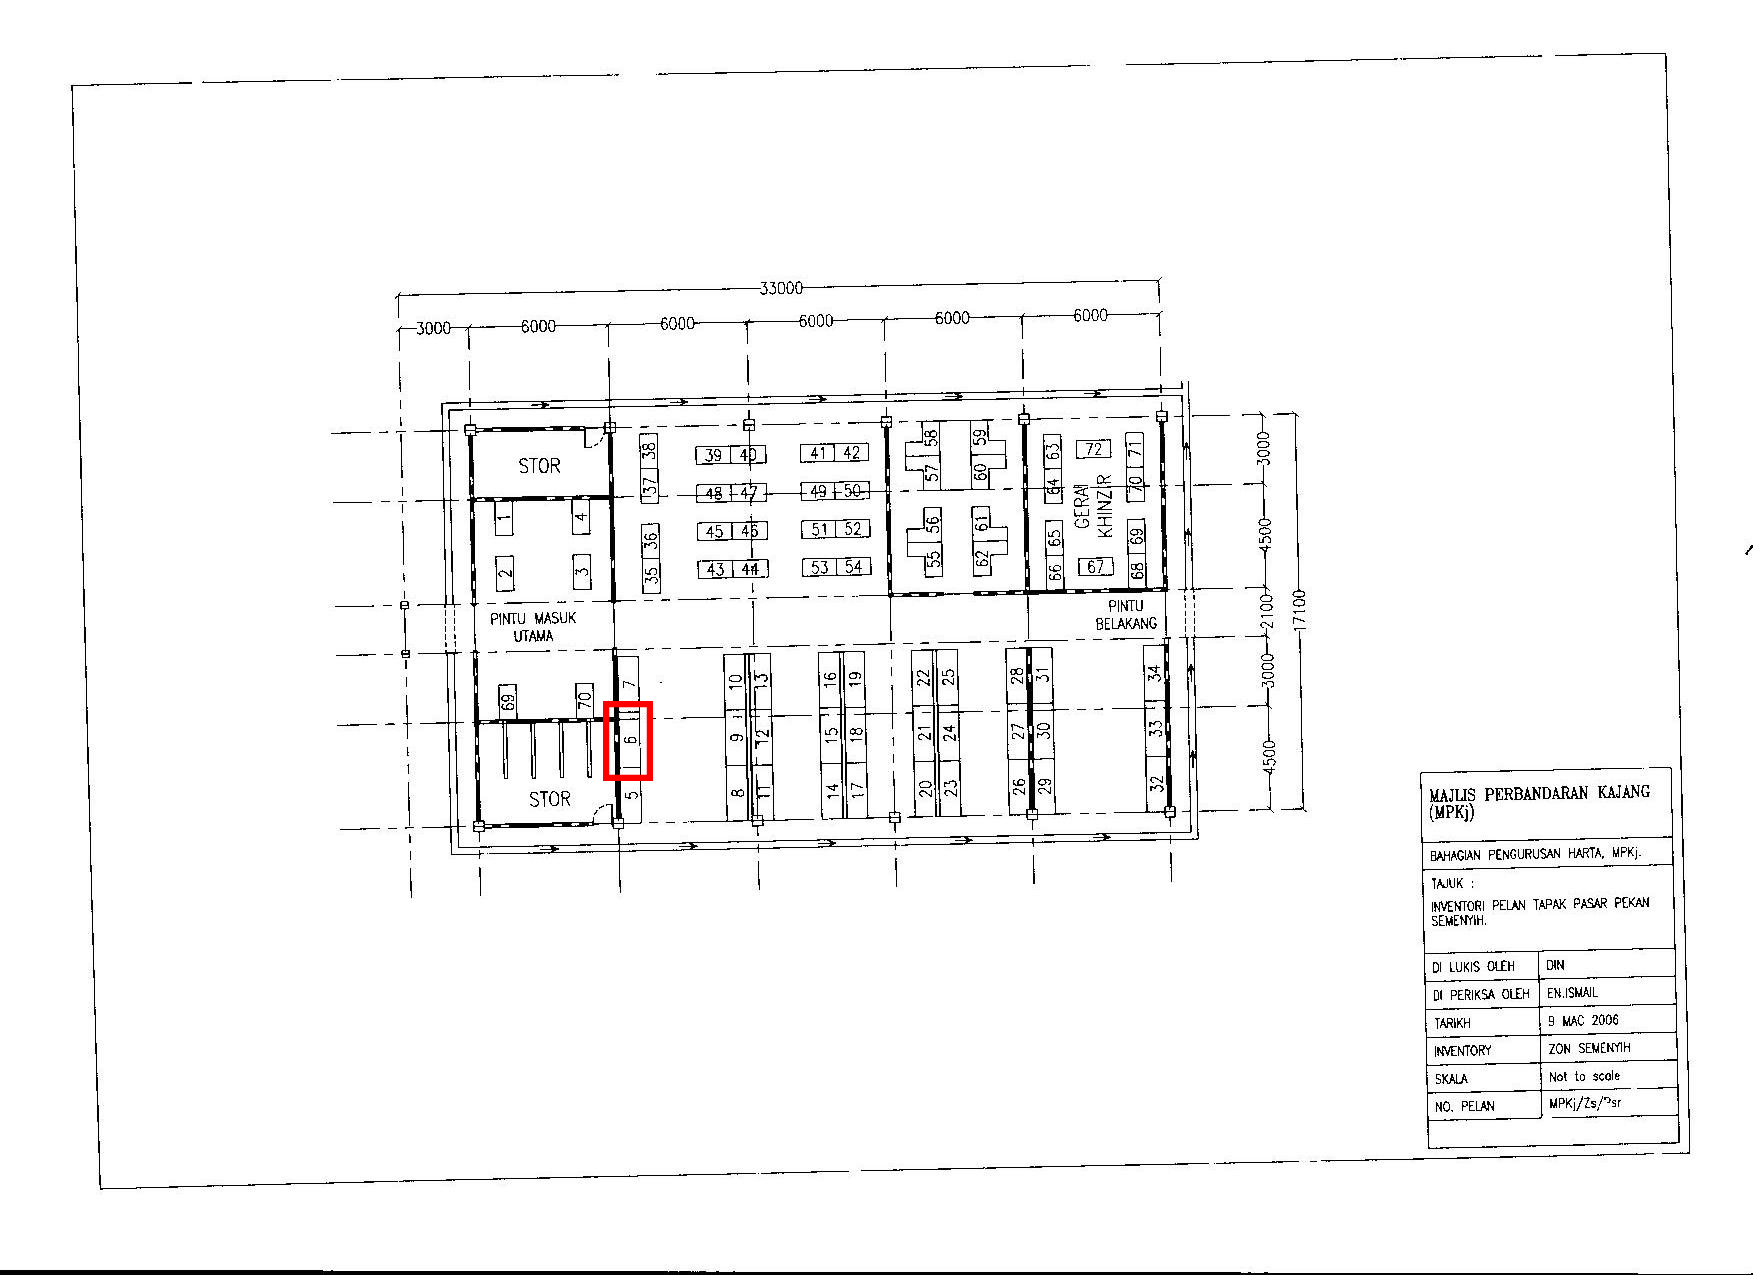 33000
3000 6000 6000 6000 6000 6000
STOR
1 4
2 3
PINTU MASUK
UTAMA
69 70
STOR
38
37
36
35
39 40 41 42
48 47 49 50
45 46 51 52
43 44 53 54
58 59
57 60
56 61
55 62
63 72 71
64 70
GERAI
KHINZIR
65 69
66 67 68
PINTU
BELAKANG
7 10 13 16 19 22 25 28 31 34
6 9 12 15 18 21 24 27 30 33
5 8 11 14 17 20 23 26 29 32
3000
4500
2100
3000
4500
17100
MAJLIS PERBANDARAN KAJANG
(MPKj)
BAHAGIAN PENGURUSAN HARTA, MPKj.
TAJUK :
INVENTORI PELAN TAPAK PASAR PEKAN
SEMENYIH.
DI LUKIS OLEH DIN
DI PERIKSA OLEH EN.ISMAIL
TARIKH 9 MAC 2006
INVENTORY ZON SEMENYIH
SKALA Not to scale
NO. PELAN MPKj/Zs/Psr